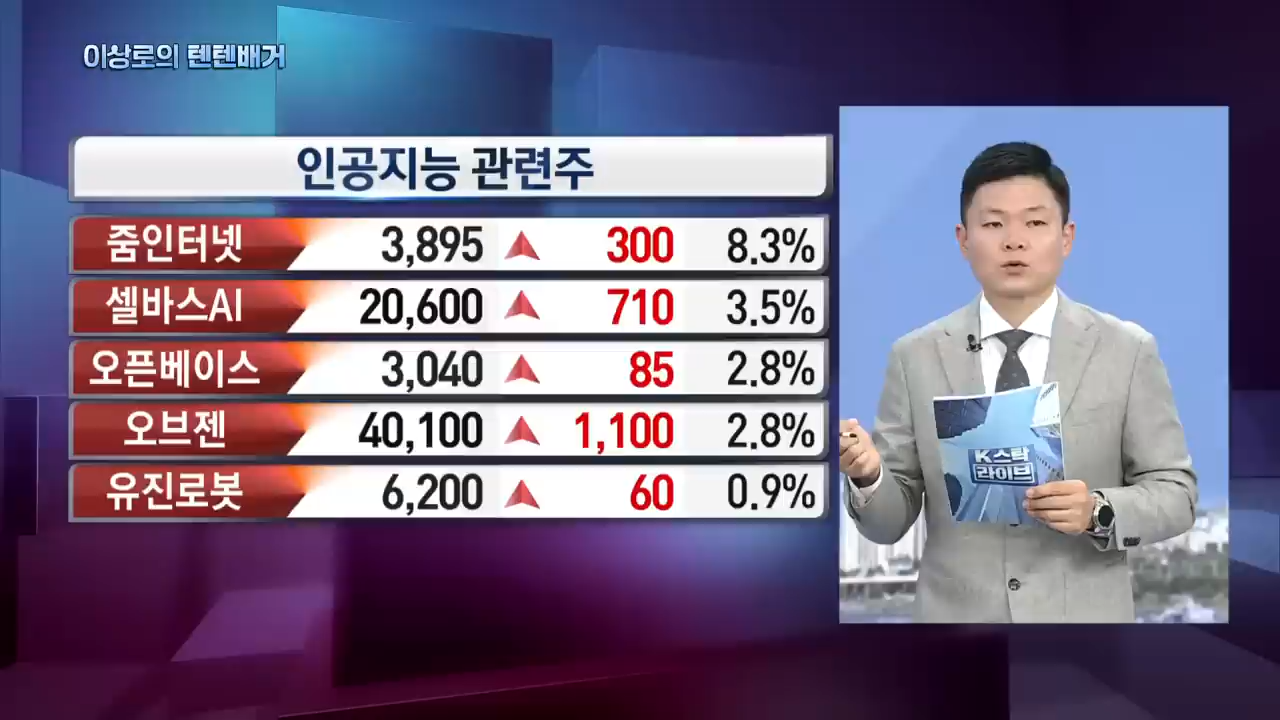 이상로의 텐텐배거
인공지능 관련주
줌인터넷 3,895 300 8.3%
셀바스AI 20,600 710 3.5%
오픈베이스 3,040 85 2.8%
오브젠 40,100 1,100 2.8%
유진로봇 6,200 60 0.9%
K스탁
라이브